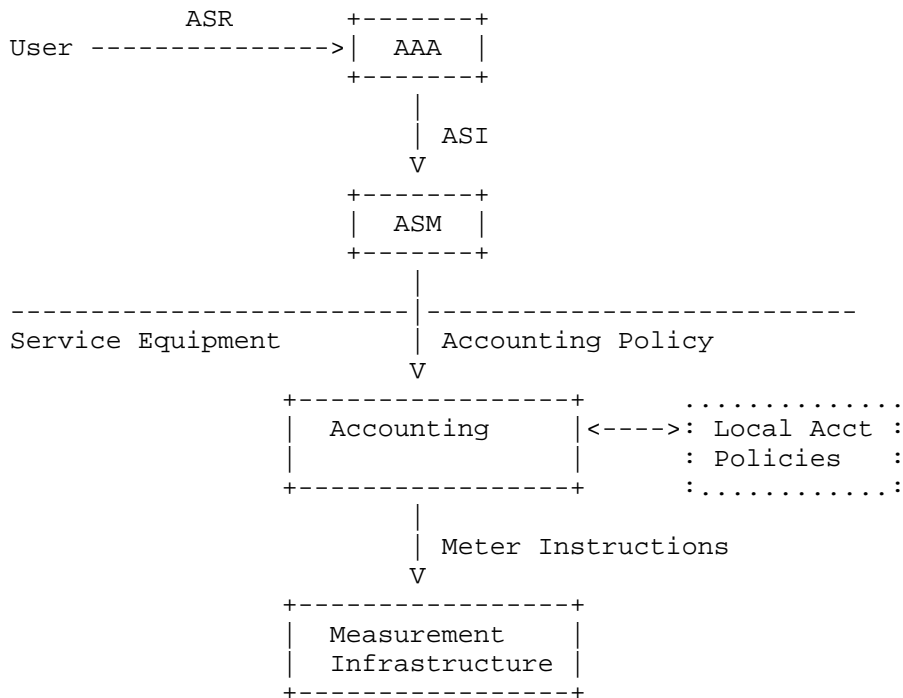 ASR
User
AAA
ASI
ASM
Service Equipment
Accounting Policy
Accounting
Local Acct
Policies
Meter Instructions
Measurement
Infrastructure